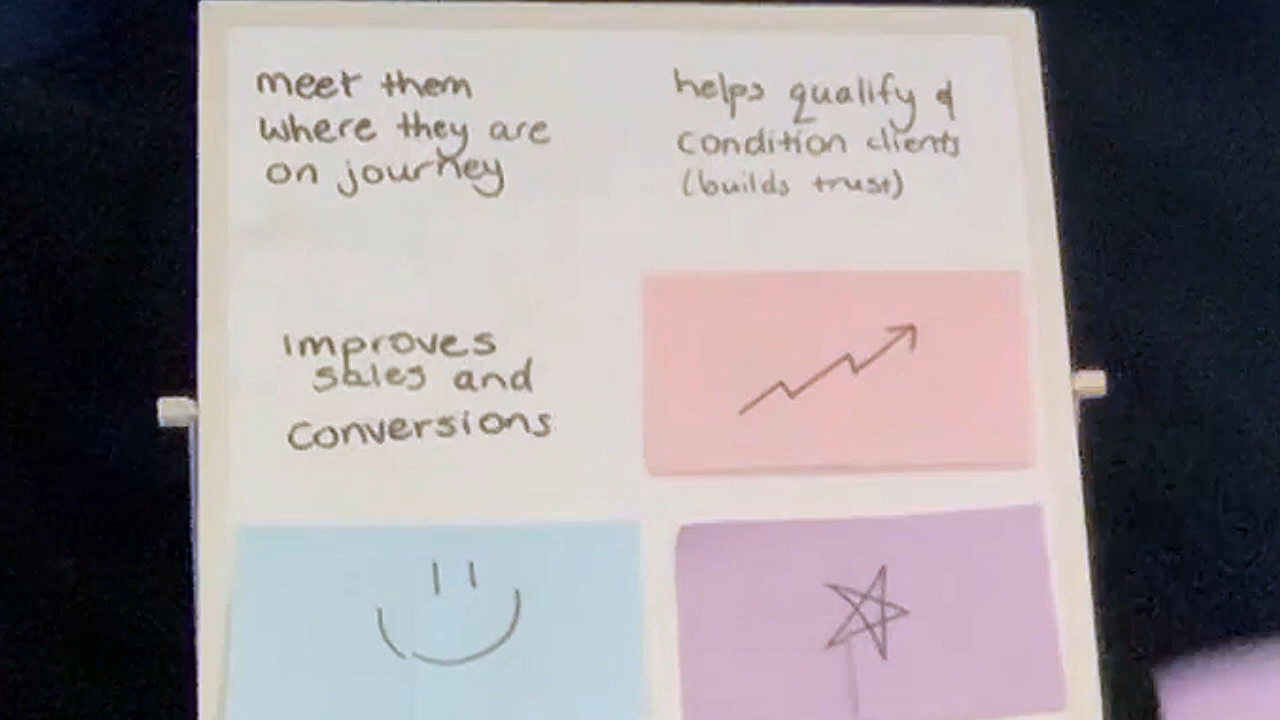 meet them
where they are
on journey
helps qualify &
condition clients
(builds trust)
improves
sales and
conversions